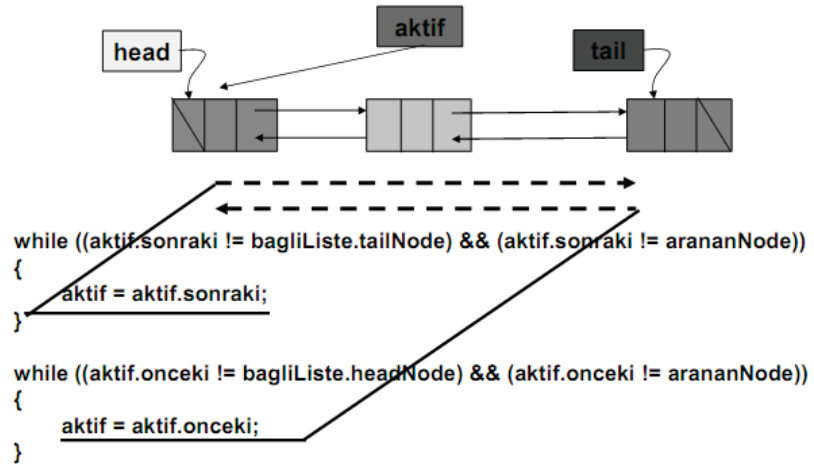 aktif
head
tail
while ((aktif.sonraki != bagliListe.tailNode) && (aktif.sonraki != arananNode))
{
aktif = aktif.sonraki;
}
while ((aktif.onceki != bagliListe.headNode) && (aktif.onceki != arananNode))
{
aktif = aktif.onceki;
}